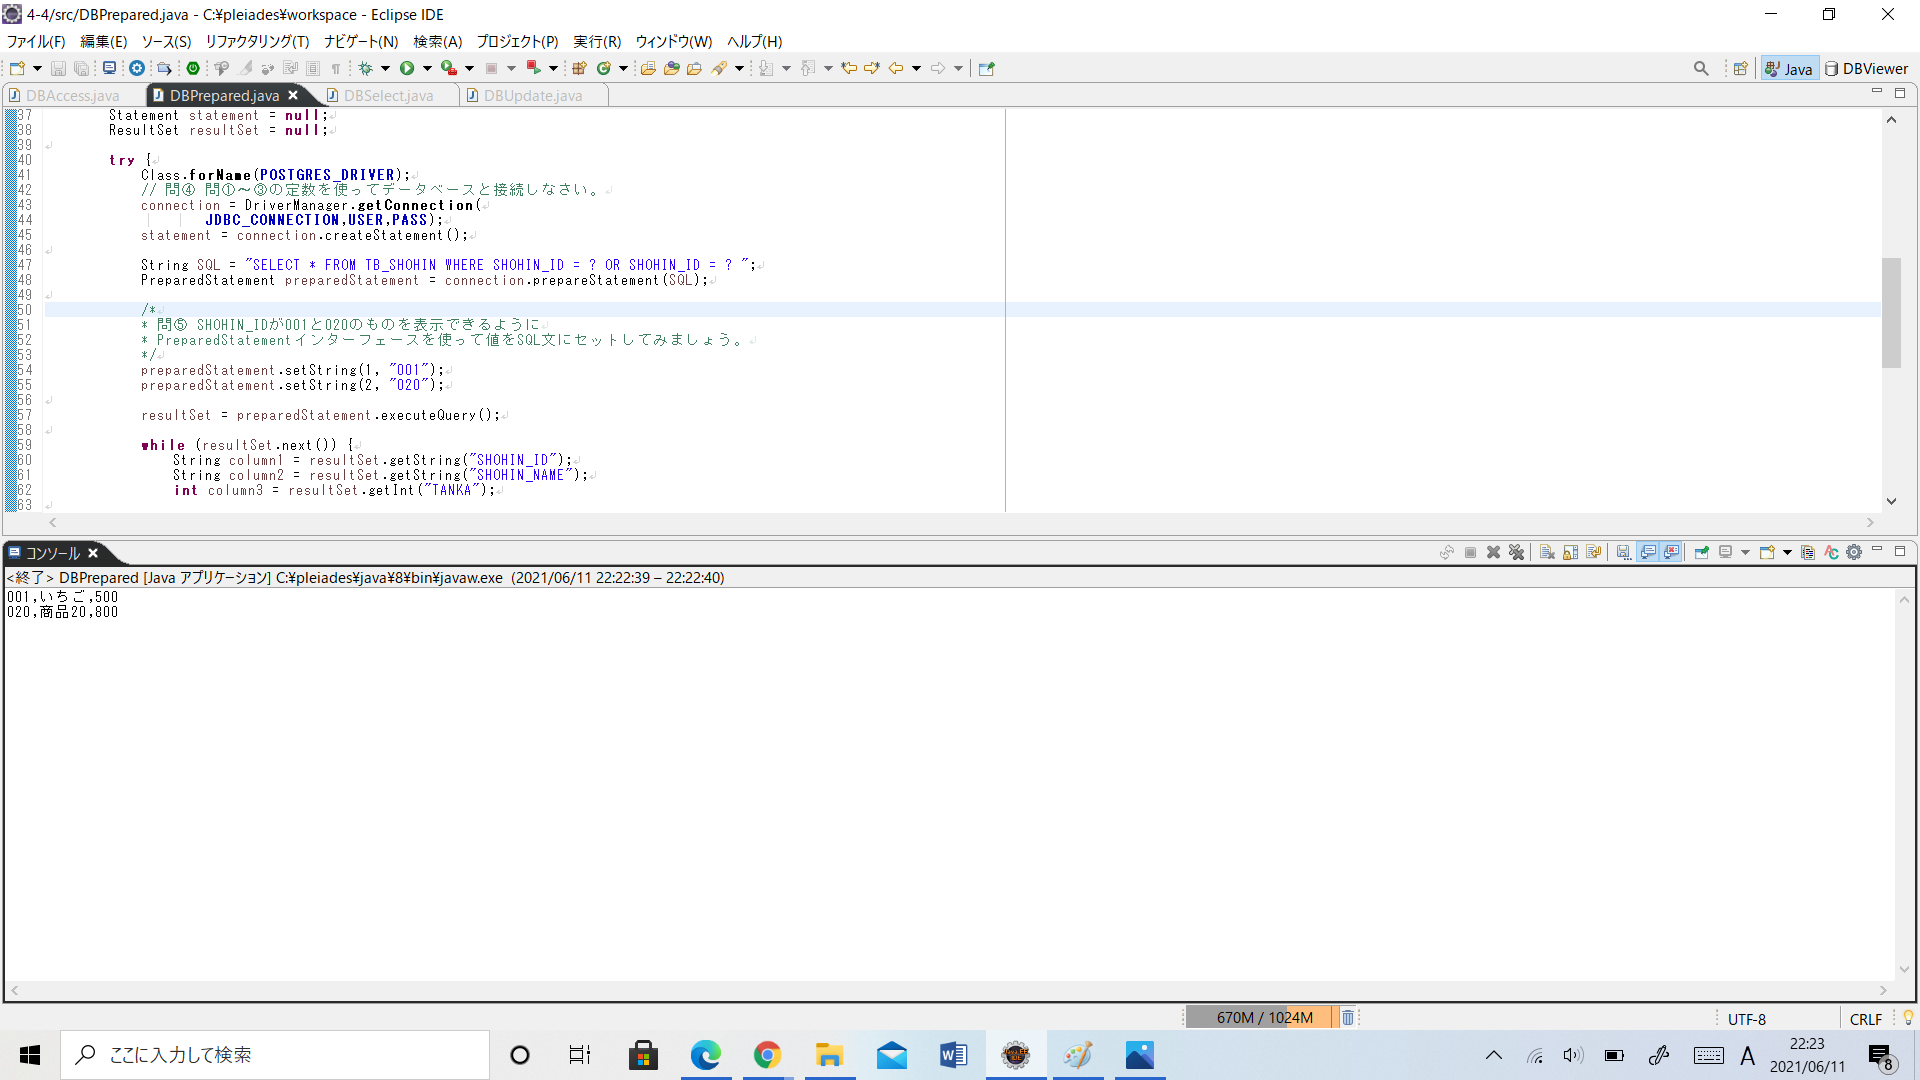 4-4/src/DBPrepared.java - C:¥pleiades¥workspace - Eclipse IDE
ファイル(F) 編集(E) ソース(S) リファクタリング(T) ナビゲート(N) 検索(A) プロジェクト(P) 実行(R) ウィンドウ(W) ヘルプ(H)
Java DBViewer
DBAccess.java DBPrepared.java DBSelect.java DBUpdate.java
37 Statement statement = null;
38 ResultSet resultSet = null;
39
40 try {
41 Class.forName(POSTGRES_DRIVER);
42 // 問④ 問①～③の定数を使ってデータベースと接続しなさい。
43 connection = DriverManager.getConnection(
44 JDBC_CONNECTION,USER,PASS);
45 statement = connection.createStatement();
46
47 String SQL = "SELECT * FROM TB_SHOHIN WHERE SHOHIN_ID = ? OR SHOHIN_ID = ? ";
48 PreparedStatement preparedStatement = connection.prepareStatement(SQL);
49
50 /*
51 * 問⑤ SHOHIN_IDが001と020のものを表示できるように
52 * PreparedStatementインターフェースを使って値をSQL文にセットしてみましょう。
53 */
54 preparedStatement.setString(1, "001");
55 preparedStatement.setString(2, "020");
56
57 resultSet = preparedStatement.executeQuery();
58
59 while (resultSet.next()) {
60 String column1 = resultSet.getString("SHOHIN_ID");
61 String column2 = resultSet.getString("SHOHIN_NAME");
62 int column3 = resultSet.getInt("TANKA");
63
コンソール
<終了> DBPrepared [Java アプリケーション] C:¥pleiades¥java¥8¥bin¥javaw.exe (2021/06/11 22:22:39 – 22:22:40)
001,いちご,500
020,商品20,800
670M / 1024M
UTF-8 CRLF
ここに入力して検索
A
22:23
2021/06/11
8